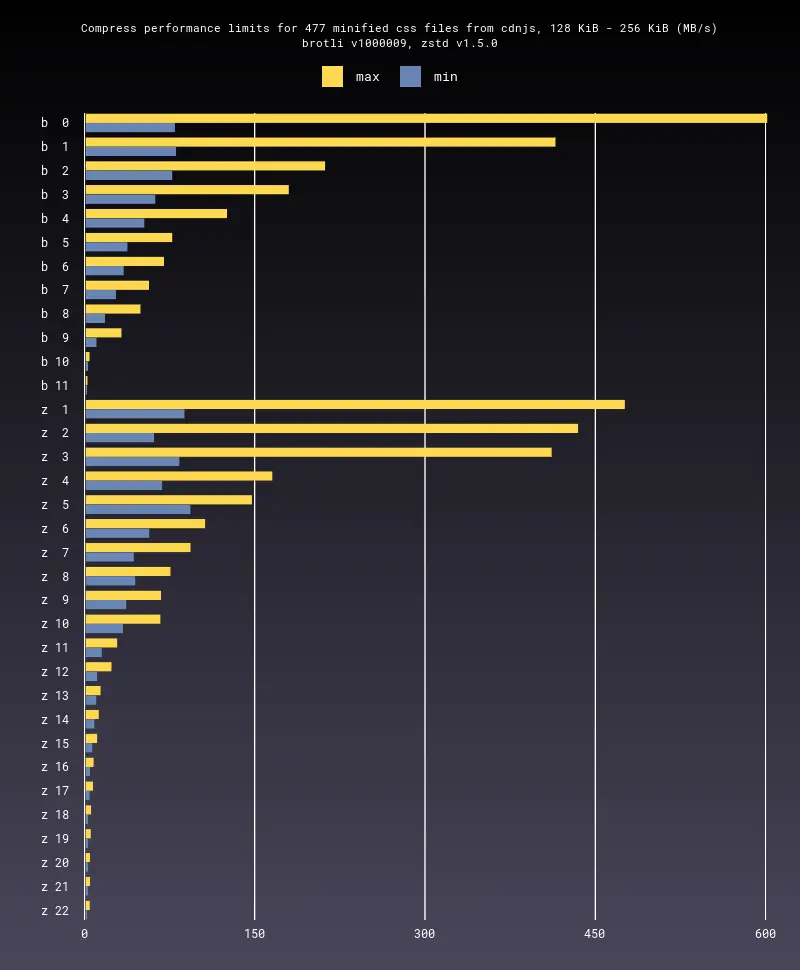 Compress performance limits for 477 minified css files from cdnjs, 128 KiB - 256 KiB (MB/s)
brotli v1000009, zstd v1.5.0
max min
b 0
b 1
b 2
b 3
b 4
b 5
b 6
b 7
b 8
b 9
b 10
b 11
z 1
z 2
z 3
z 4
z 5
z 6
z 7
z 8
z 9
z 10
z 11
z 12
z 13
z 14
z 15
z 16
z 17
z 18
z 19
z 20
z 21
z 22
0 150 300 450 600